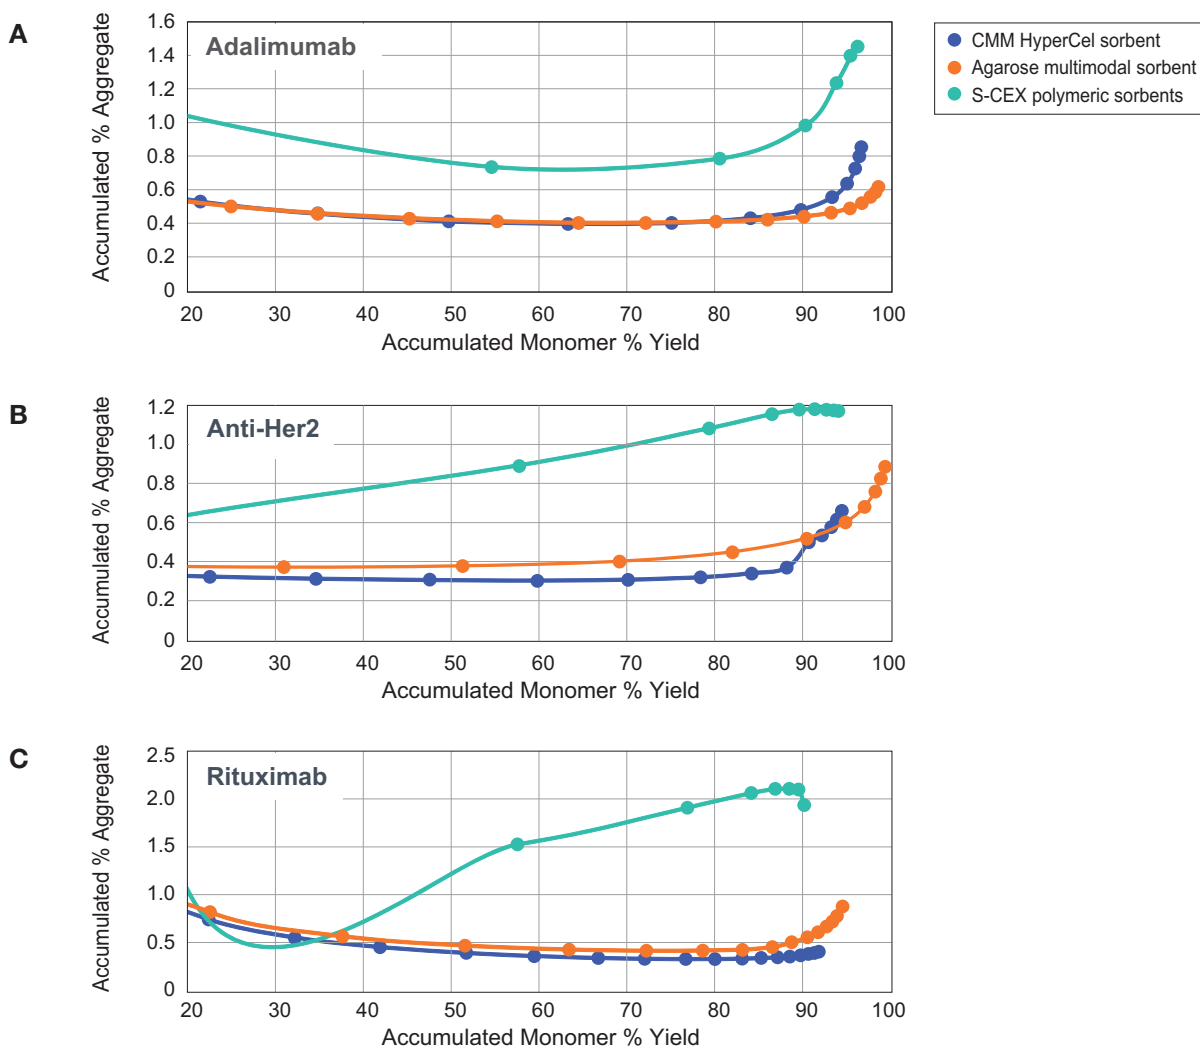 A
Adalimumab
Accumulated % Aggregate
1.6
1.4
1.2
1.0
0.8
0.6
0.4
0.2
0
20 30 40 50 60 70 80 90 100
Accumulated Monomer % Yield
CMM HyperCel sorbent
Agarose multimodal sorbent
S-CEX polymeric sorbents
B
Anti-Her2
Accumulated % Aggregate
1.2
1.0
0.8
0.6
0.4
0.2
0
20 30 40 50 60 70 80 90 100
Accumulated Monomer % Yield
C
Rituximab
Accumulated % Aggregate
2.5
2.0
1.5
1.0
0.5
0
20 30 40 50 60 70 80 90 100
Accumulated Monomer % Yield